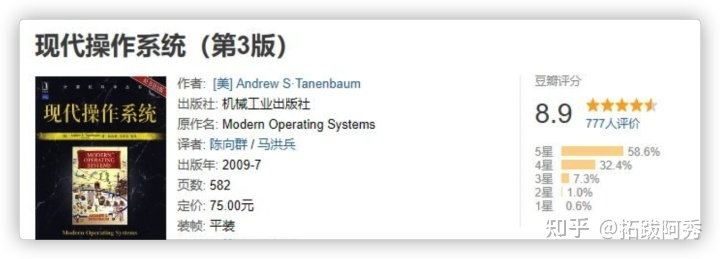 现代操作系统（第3版）
作者: [美] Andrew S·Tanenbaum
出版社: 机械工业出版社
原作名: Modern Operating Systems
译者: 陈向群 / 马洪兵
出版年: 2009-7
页数: 582
定价: 75.00元
装帧: 平装
豆瓣评分
8.9
777人评价
5星 58.6%
4星 32.4%
3星 7.3%
2星 1.0%
1星 0.6%
现代操作系统
MODERN
OPERATING
SYSTEMS
Modern Operating Systems
知乎 @拓跋阿秀